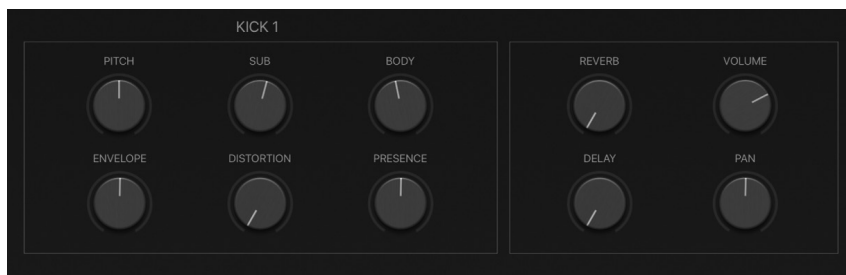 KICK 1
PITCH SUB BODY
ENVELOPE DISTORTION PRESENCE
REVERB VOLUME
DELAY PAN